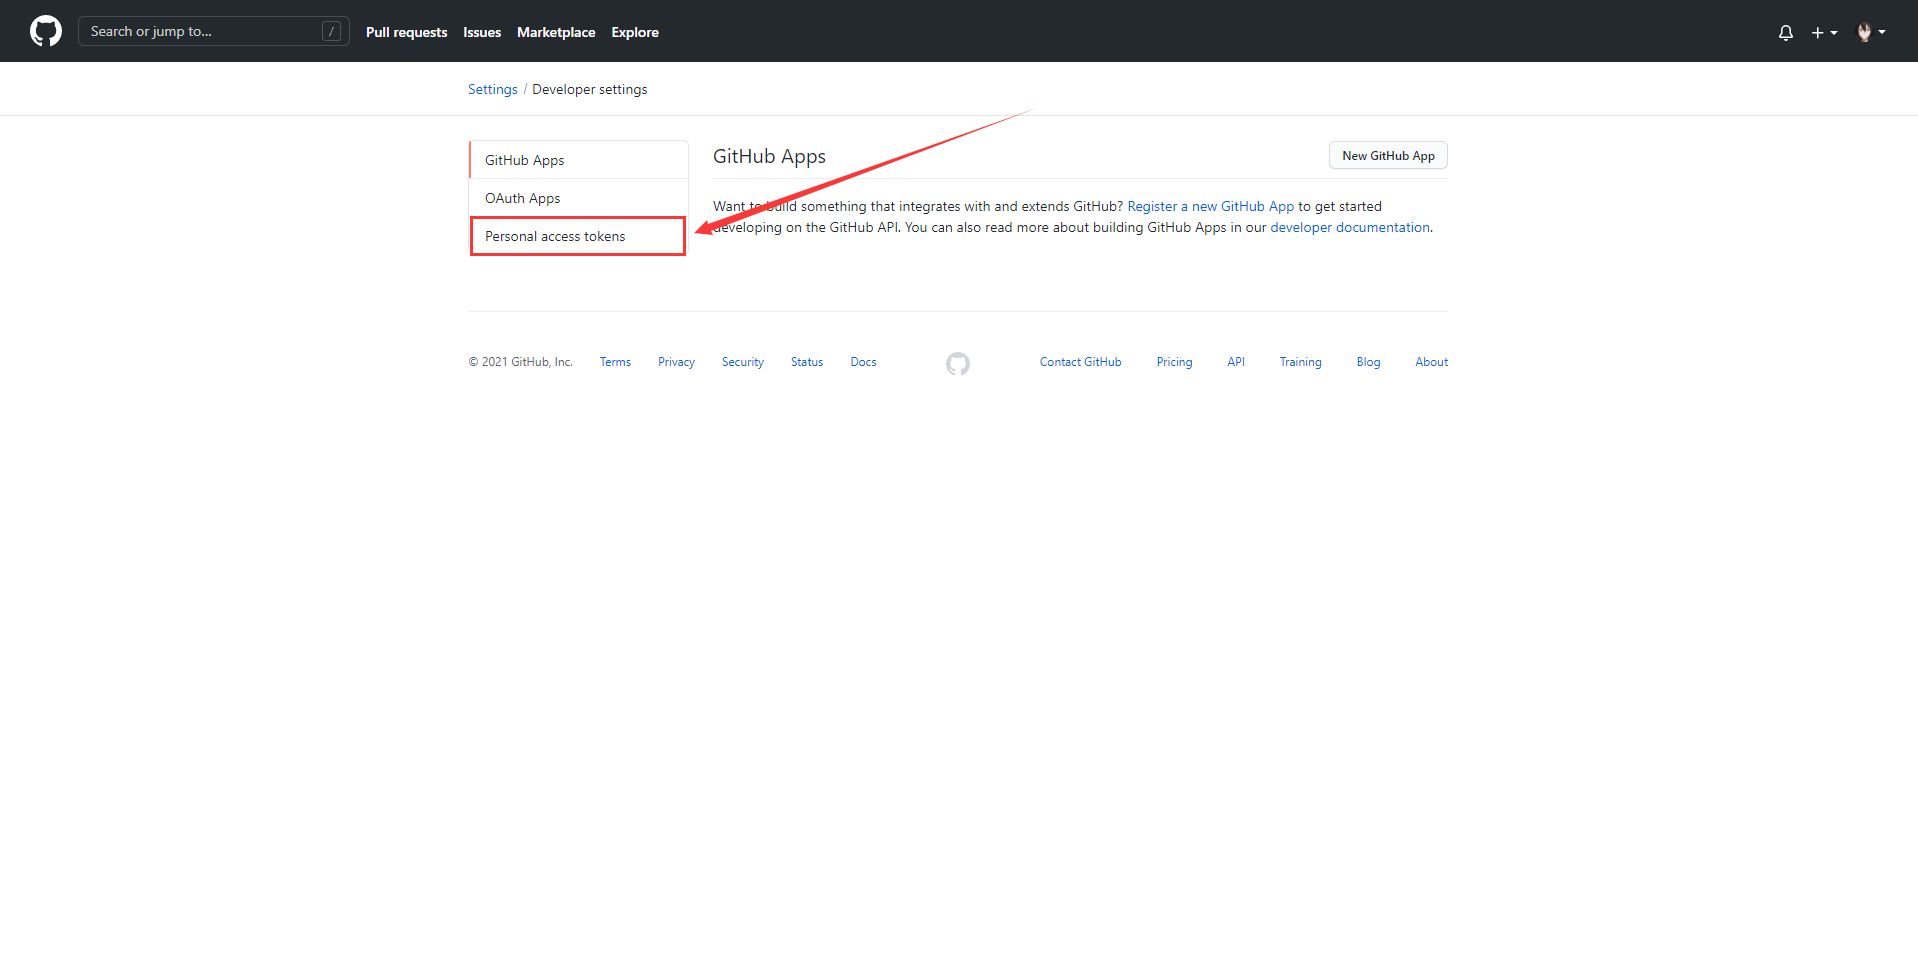 Search or jump to... /
Pull requests Issues Marketplace Explore
Settings / Developer settings
GitHub Apps
OAuth Apps
Personal access tokens
GitHub Apps
New GitHub App
Want to build something that integrates with and extends GitHub? Register a new GitHub App to get started
developing on the GitHub API. You can also read more about building GitHub Apps in our developer documentation.
© 2021 GitHub, Inc. Terms Privacy Security Status Docs Contact GitHub Pricing API Training Blog About